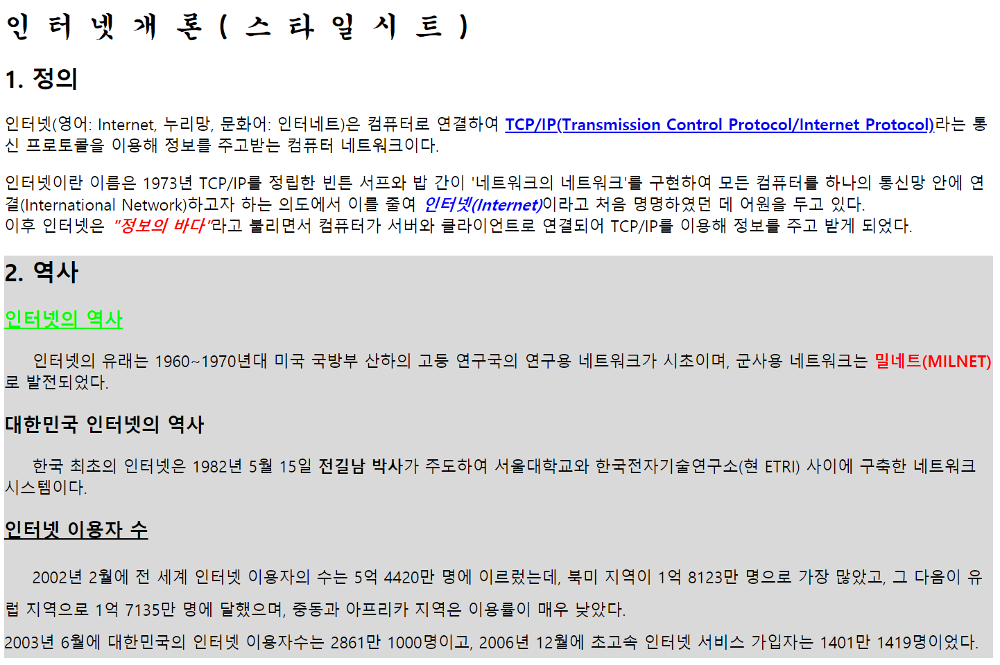 인터넷개론(스타일시트)
1. 정의
인터넷(영어: Internet, 누리망, 문화어: 인터네트)은 컴퓨터로 연결하여 TCP/IP(Transmission Control Protocol/Internet Protocol)라는 통
신 프로토콜을 이용해 정보를 주고받는 컴퓨터 네트워크이다.
인터넷이란 이름은 1973년 TCP/IP를 정립한 빈튼 서프와 밥 간이 '네트워크의 네트워크'를 구현하여 모든 컴퓨터를 하나의 통신망 안에 연
결(International Network)하고자 하는 의도에서 이를 줄여 인터넷(Internet)이라고 처음 명명하였던 데 어원을 두고 있다.
이후 인터넷은 "정보의 바다"라고 불리면서 컴퓨터가 서버와 클라이언트로 연결되어 TCP/IP를 이용해 정보를 주고 받게 되었다.
2. 역사
인터넷의 역사
인터넷의 유래는 1960~1970년대 미국 국방부 산하의 고등 연구국의 연구용 네트워크가 시초이며, 군사용 네트워크는 밀네트(MILNET)
로 발전되었다.
대한민국 인터넷의 역사
한국 최초의 인터넷은 1982년 5월 15일 전길남 박사가 주도하여 서울대학교와 한국전자기술연구소(현 ETRI) 사이에 구축한 네트워크
시스템이다.
인터넷 이용자 수
2002년 2월에 전 세계 인터넷 이용자의 수는 5억 4420만 명에 이르렀는데, 북미 지역이 1억 8123만 명으로 가장 많았고, 그 다음이 유
럽 지역으로 1억 7135만 명에 달했으며, 중동과 아프리카 지역은 이용률이 매우 낮았다.
2003년 6월에 대한민국의 인터넷 이용자수는 2861만 1000명이고, 2006년 12월에 초고속 인터넷 서비스 가입자는 1401만 1419명이었다.